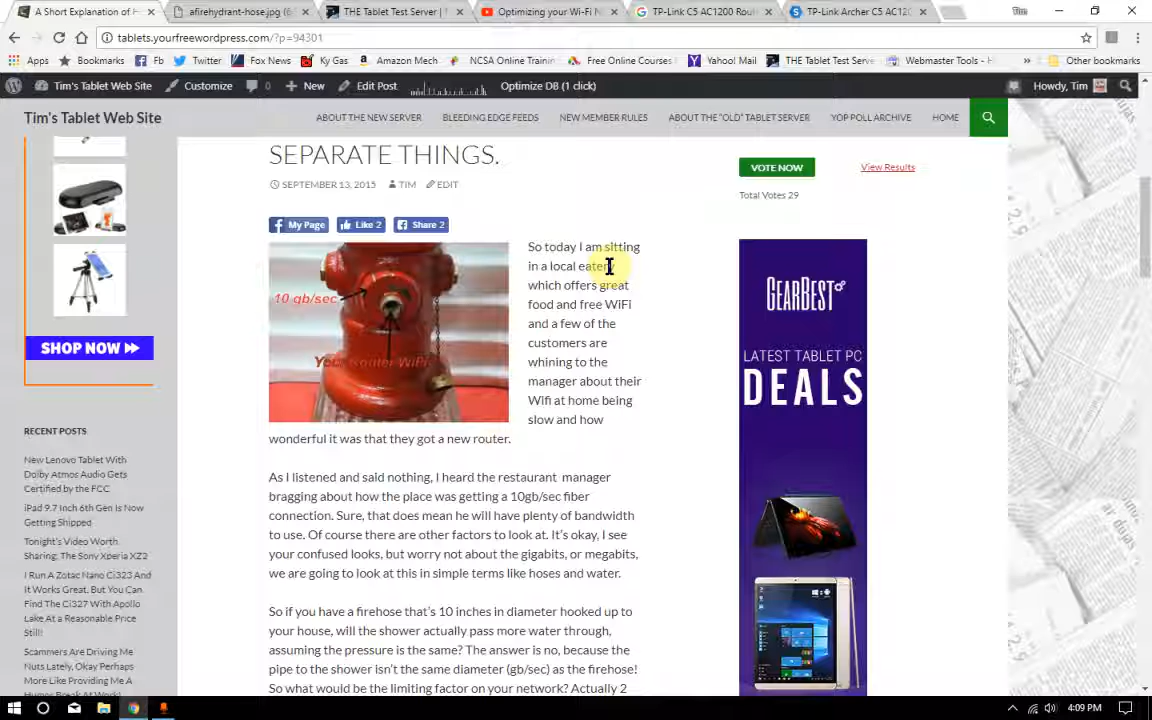 A Short Explanation of H
afirehydrant-hose.jpg (6
THE Tablet Test Server |
Optimizing your Wi-Fi N
TP-Link C5 AC1200 Rout
TP-Link Archer C5 AC12
Tim
tablets.yourfreewordpress.com/?p=94301
Apps
Bookmarks
Fb
Twitter
Fox News
Ky Gas
Amazon Mech
NCSA Online Trainin
Free Online Courses
Yahoo! Mail
THE Tablet Test Serve
Webmaster Tools - H
Other bookmarks
Tim's Tablet Web Site
Customize
0
New
Edit Post
Optimize DB (1 click)
Howdy, Tim
Tim's Tablet Web Site
ABOUT THE NEW SERVER
BLEEDING EDGE FEEDS
NEW MEMBER RULES
ABOUT THE "OLD" TABLET SERVER
YOP POLL ARCHIVE
HOME
SEPARATE THINGS.
SEPTEMBER 13, 2015
TIM
EDIT
My Page
Like 2
Share 2
10 gb/sec
Your Router WiFi
So today I am sitting
in a local eatery
which offers great
food and free WiFi
and a few of the
customers are
whining to the
manager about their
Wifi at home being
slow and how
wonderful it was that they got a new router.
As I listened and said nothing, I heard the restaurant manager
bragging about how the place was getting a 10gb/sec fiber
connection. Sure, that does mean he will have plenty of bandwidth
to use. Of course there are other factors to look at. It's okay, I see
your confused looks, but worry not about the gigabits, or megabits,
we are going to look at this in simple terms like hoses and water.
So if you have a firehose that's 10 inches in diameter hooked up to
your house, will the shower actually pass more water through,
assuming the pressure is the same? The answer is no, because the
pipe to the shower isn't the same diameter (gb/sec) as the firehose!
So what would be the limiting factor on your network? Actually 2
SHOP NOW
RECENT POSTS
New Lenovo Tablet With
Dolby Atmos Audio Gets
Certified by the FCC
iPad 9.7 Inch 6th Gen Is Now
Getting Shipped
Tonight's Video Worth
Sharing; The Sony Xperia XZ2
I Run A Zotac Nano Ci323 And
It Works Great, But You Can
Find The Ci327 With Apollo
Lake At a Reasonable Price
Still!
Scammers Are Driving Me
Nuts Lately, Okay Perhaps
More Like Providing Me A
Humor Break At Work!
VOTE NOW
View Results
Total Votes 29
GEARBEST
LATEST TABLET PC
DEALS
4:09 PM